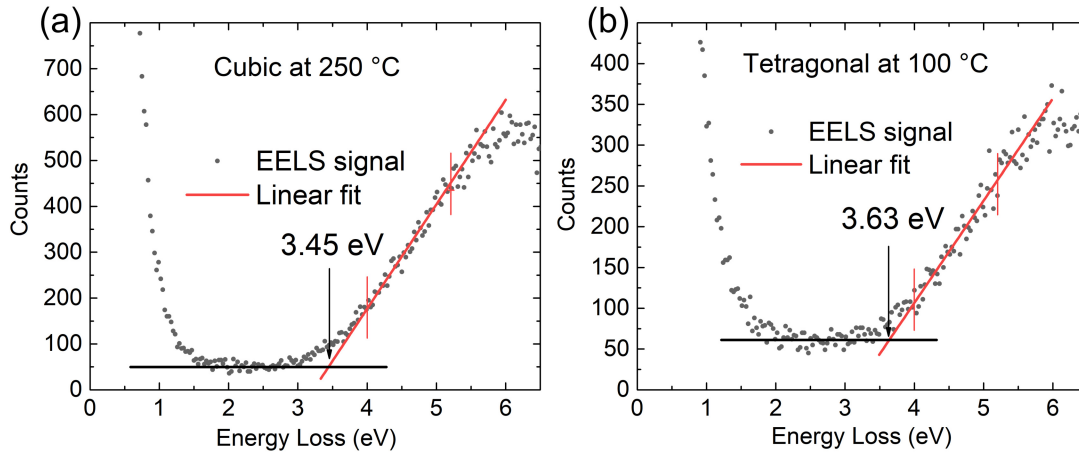 (a)
Cubic at 250 °C
EELS signal
Linear fit
3.45 eV
Counts
700
600
500
400
300
200
100
0
0 1 2 3 4 5 6
Energy Loss (eV)
(b)
Tetragonal at 100 °C
EELS signal
Linear fit
3.63 eV
Counts
400
350
300
250
200
150
100
50
0
0 1 2 3 4 5 6
Energy Loss (eV)